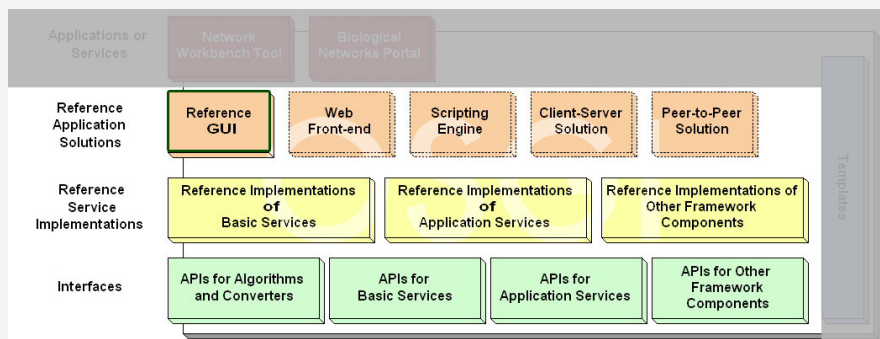 Applications or
Services
Network
Workbench Tool
Biological
Networks Portal
Reference
Application
Solutions
Reference
GUI
Web
Front-end
Scripting
Engine
Client-Server
Solution
Peer-to-Peer
Solution
Templates
Reference
Service
Implementations
Reference Implementations
of
Basic Services
Reference Implementations
of
Application Services
Reference Implementations of
Other Framework
Components
Interfaces
APIs for Algorithms
and Converters
APIs for
Basic Services
APIs for
Application Services
APIs for Other
Framework
Components